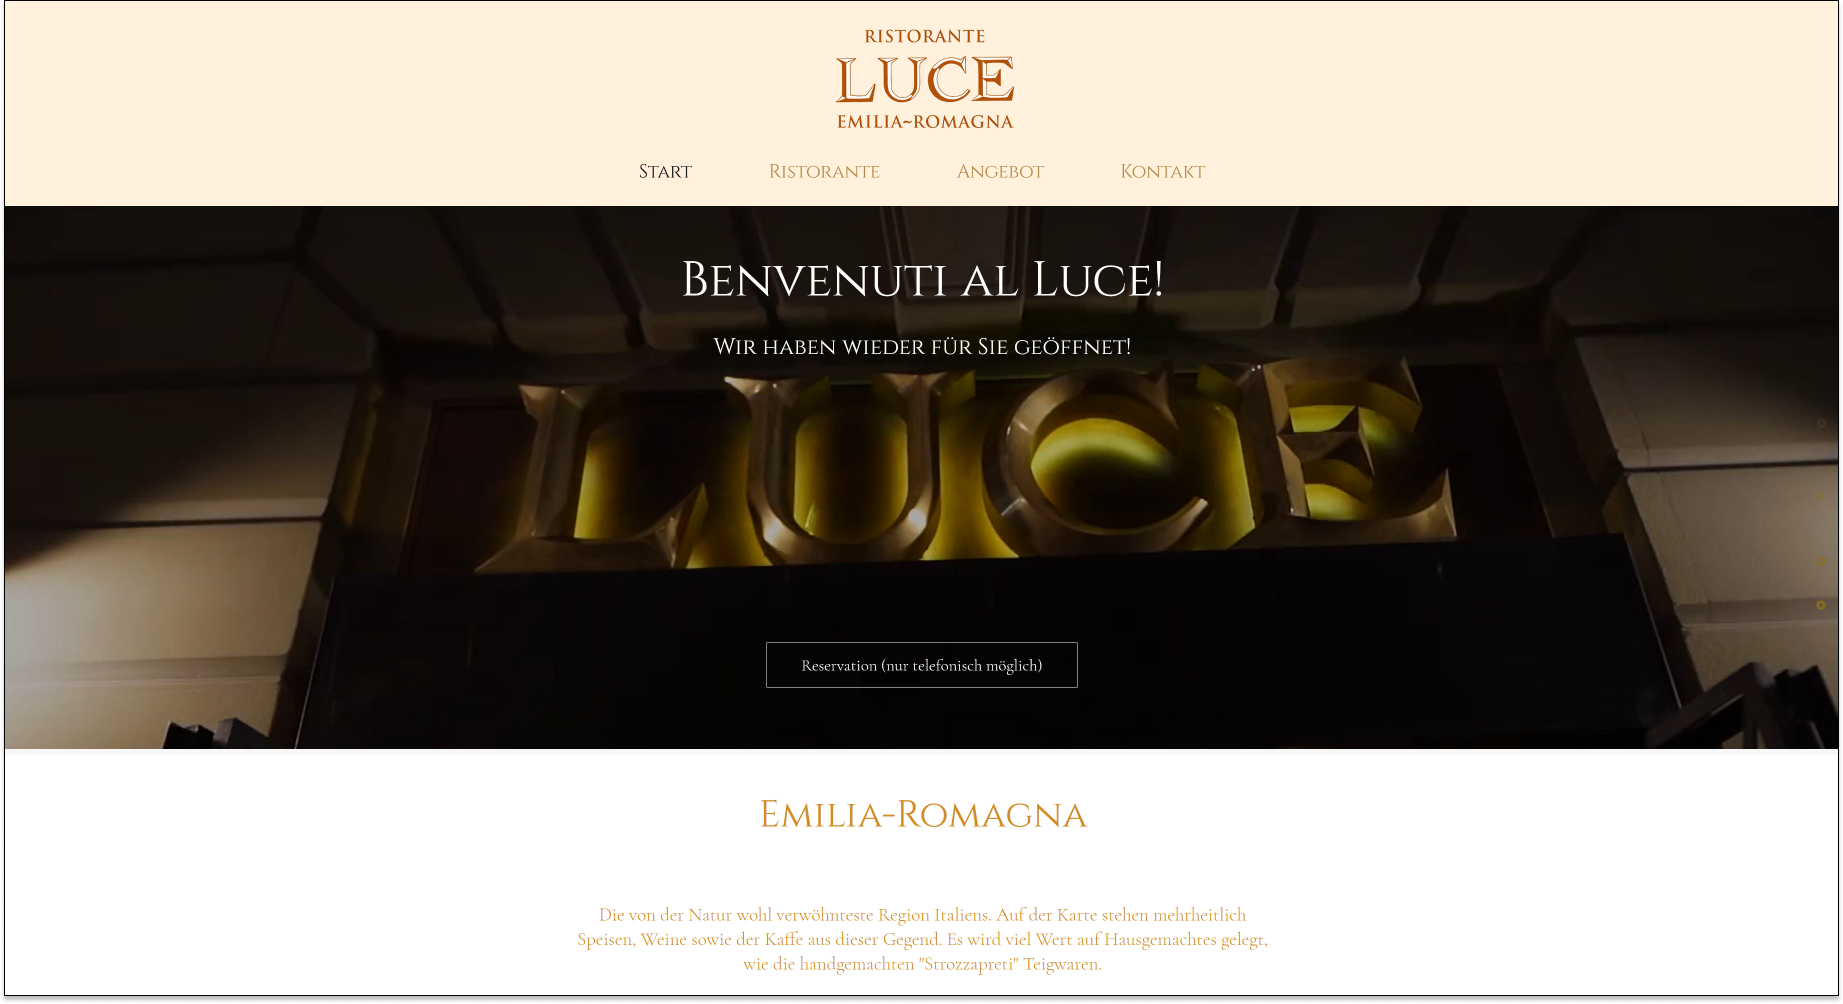 RISTORANTE
LUCE
EMILIA~ROMAGNA
Start Ristorante Angebot Kontakt
Benvenuti al Luce!
Wir haben wieder für Sie geöffnet!
LUCE
Reservation (nur telefonisch möglich)
Emilia-Romagna
Die von der Natur wohl verwöhnteste Region Italiens. Auf der Karte stehen mehrheitlich
Speisen, Weine sowie der Kaffe aus dieser Gegend. Es wird viel Wert auf Hausgemachtes gelegt,
wie die handgemachten "Strozzapreti" Teigwaren.